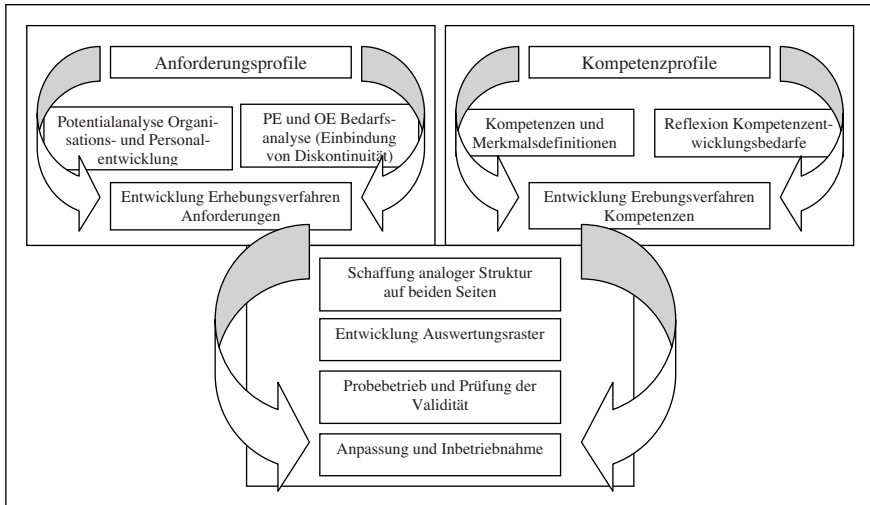 Anforderungsprofile
Potentialanalyse Organi-
sations- und Personal-
entwicklung
PE und OE Bedarfs-
analyse (Einbindung
von Diskontinuität)
Entwicklung Erhebungsverfahren
Anforderungen
Kompetenzprofile
Kompetenzen und
Merkmalsdefinitionen
Reflexion Kompetenzent-
wicklungsbedarfe
Entwicklung Erebungsverfahren
Kompetenzen
Schaffung analoger Struktur
auf beiden Seiten
Entwicklung Auswertungsraster
Probebetrieb und Prüfung der
Validität
Anpassung und Inbetriebnahme